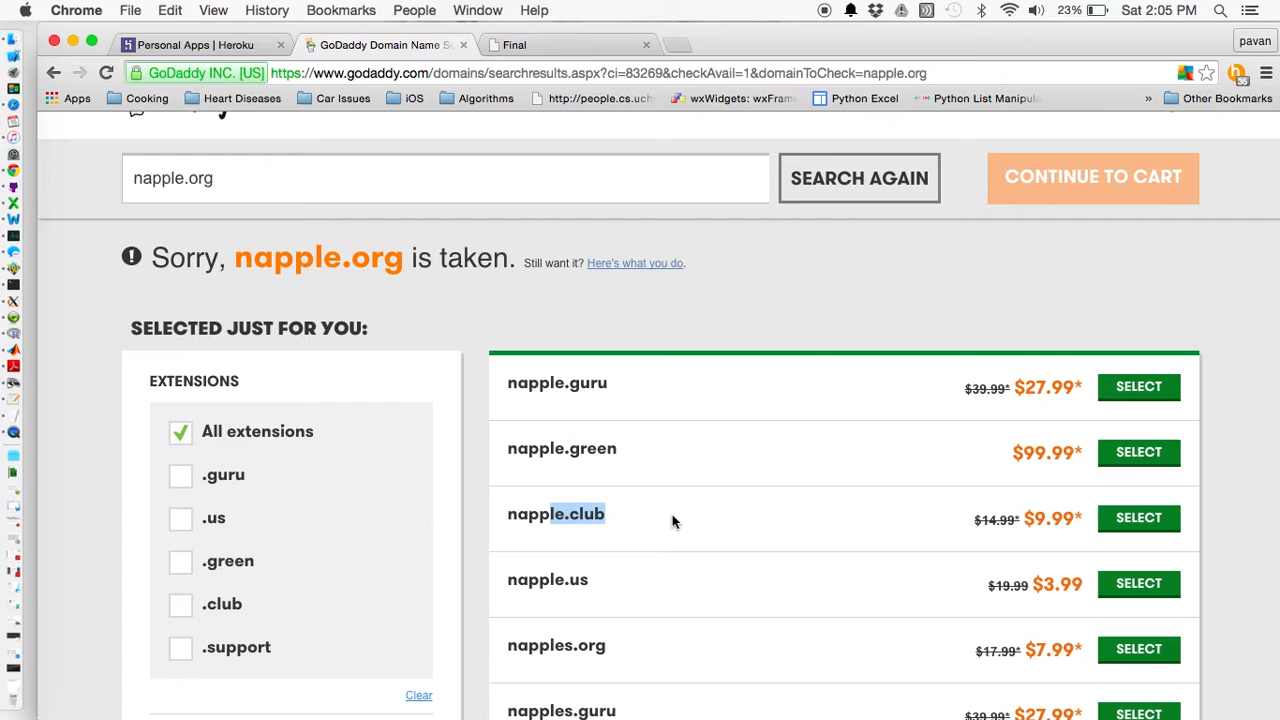 Chrome File Edit View History Bookmarks People Window Help 23% Sat 2:05 PM
Personal Apps | Heroku GoDaddy Domain Name Se Final pavan
GoDaddy INC. [US] https://www.godaddy.com/domains/searchresults.aspx?ci=83269&checkAvail=1&domainToCheck=napple.org
Apps Cooking Heart Diseases Car Issues iOS Algorithms http://people.cs.uch wxWidgets: wxFram Python Excel Python List Manipula » Other Bookmarks
napple.org SEARCH AGAIN CONTINUE TO CART
Sorry, napple.org is taken. Still want it? Here's what you do.
SELECTED JUST FOR YOU:
EXTENSIONS
All extensions
.guru
.us
.green
.club
.support
Clear
napple.guru $39.99* $27.99* SELECT
napple.green $99.99* SELECT
napple.club $14.99* $9.99* SELECT
napple.us $19.99 $3.99 SELECT
napples.org $17.99* $7.99* SELECT
napples.guru $39.99* $27.99* SELECT